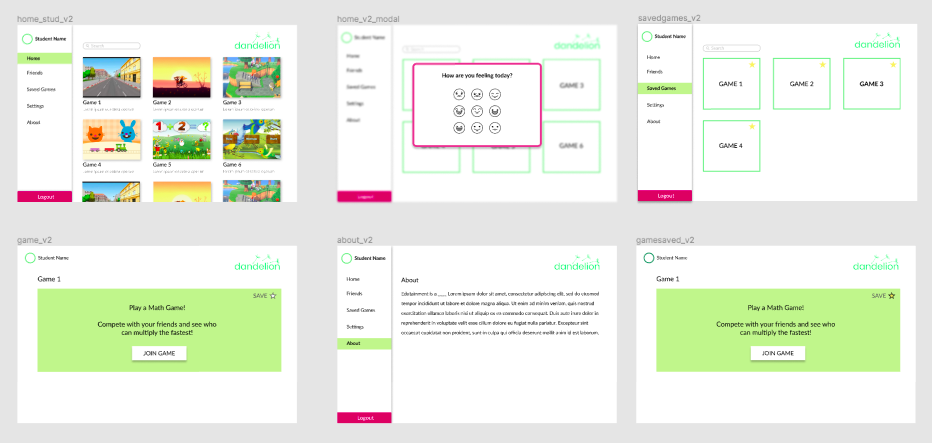 home_stud_v2
Student Name
Search
dandelion
Home
Friends
Saved Games
Settings
About
Game 1
Game 2
Game 3
Game 4
Game 5
Game 6
Logout
home_v2_modal
Student Name
Search
dandelion
Home
Friends
Saved Games
Settings
About
How are you feeling today?
GAME 3
GAME 6
Logout
savedgames_v2
Student Name
Search
dandelion
Home
Friends
Saved Games
Settings
About
GAME 1
GAME 2
GAME 3
GAME 4
Logout
game_v2
Student Name
dandelion
Game 1
SAVE
Play a Math Game!
Compete with your friends and see who
can multiply the fastest!
JOIN GAME
about_v2
Student Name
dandelion
Home
Friends
Saved Games
Settings
About
Logout
About
Edutainment is a ___ Lorem ipsum dolor sit amet, consectetur adipiscing elit, sed do eiusmod
tempor incididunt ut labore et dolore magna aliqua. Ut enim ad minim veniam, quis nostrud
exercitation ullamco laboris nisi ut aliquip ex ea commodo consequat. Duis aute irure dolor in
reprehenderit in voluptate velit esse cillum dolore eu fugiat nulla pariatur. Excepteur sint
occaecat cupidatat non proident, sunt in culpa qui officia deserunt mollit anim id est laborum.
gamesaved_v2
Student Name
dandelion
Game 1
SAVE
Play a Math Game!
Compete with your friends and see who
can multiply the fastest!
JOIN GAME